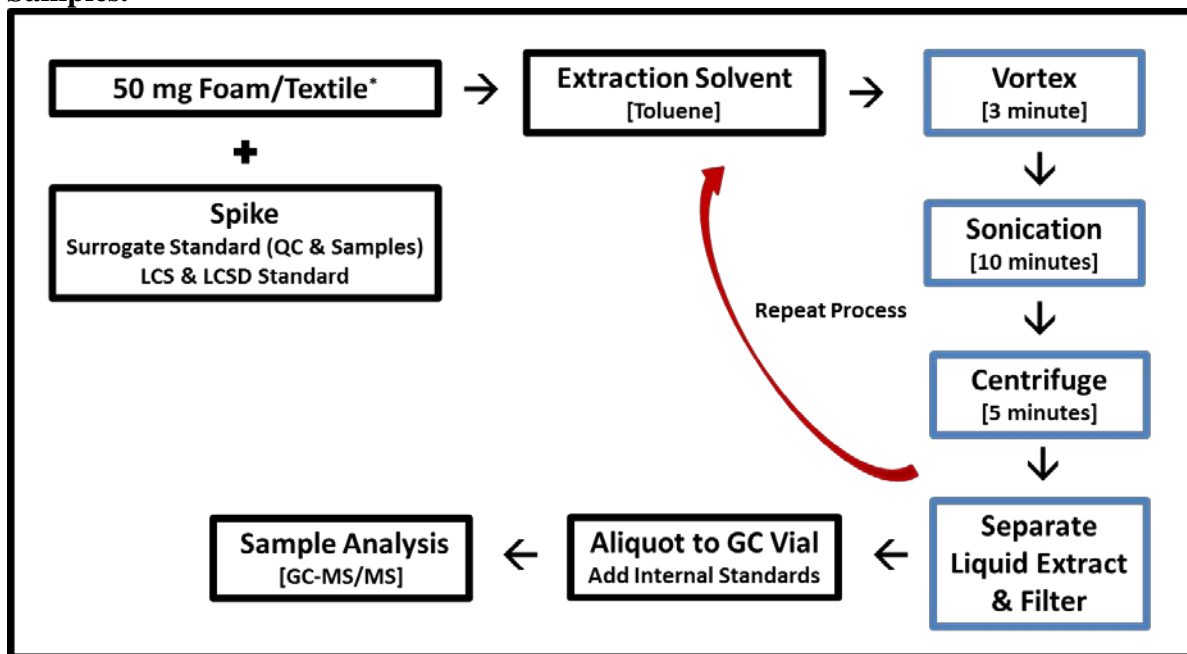 50 mg Foam/Textile*
Extraction Solvent
[Toluene]
Vortex
[3 minute]
Spike
Surrogate Standard (QC & Samples)
LCS & LCSD Standard
Sonication
[10 minutes]
Repeat Process
Centrifuge
[5 minutes]
Separate
Liquid Extract
& Filter
Aliquot to GC Vial
Add Internal Standards
Sample Analysis
[GC-MS/MS]